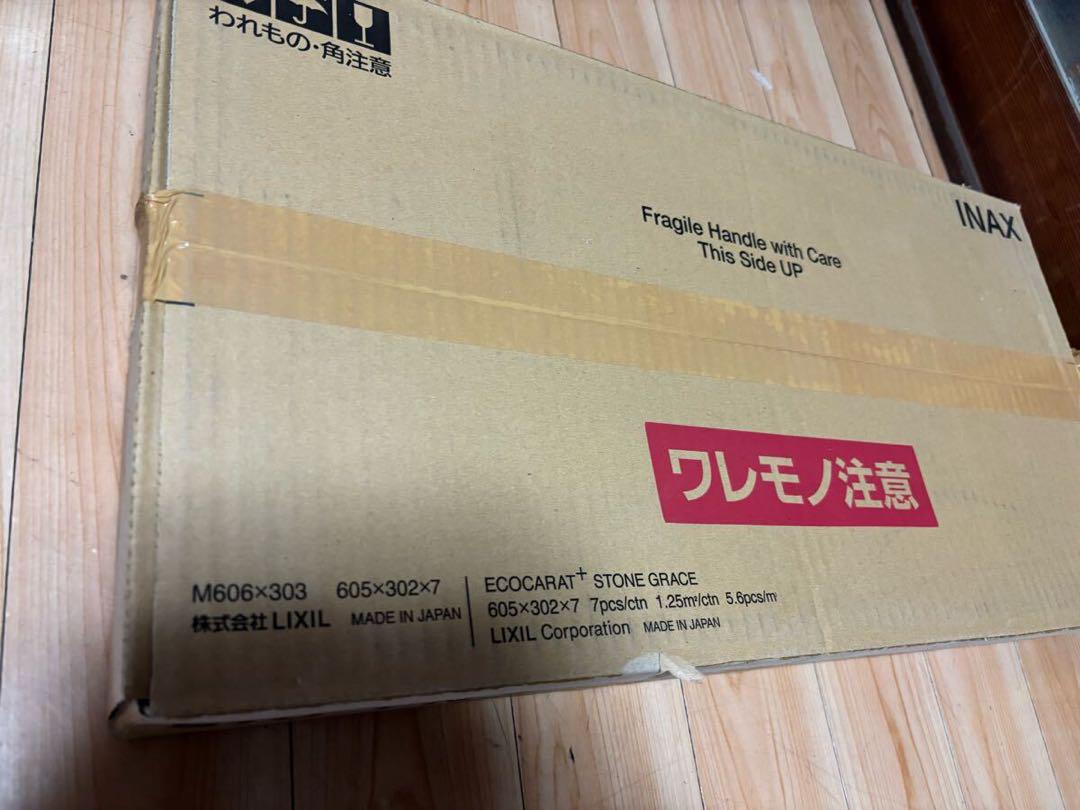 われもの・角注意
INAX
Fragile Handle with Care
This Side UP
ワレモノ注意
M606×303 605×302×7
株式会社 LIXIL MADE IN JAPAN
ECOCARAT+ STONE GRACE
605×302×7 7pcs/ctn 1.25m²/ctn 5.6pcs/m²
LIXIL Corporation MADE IN JAPAN